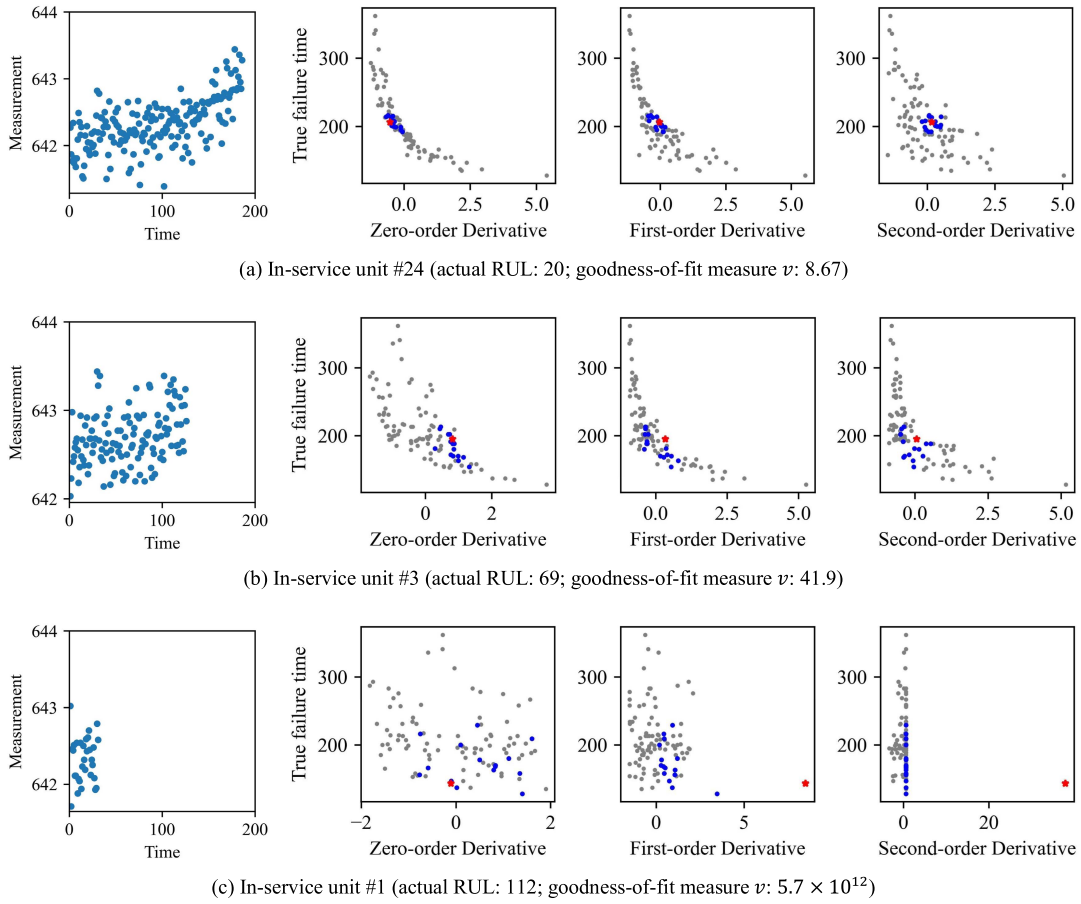 644
643
642
0
100
200
Measurement
Time
300
200
True failure time
0.0
2.5
5.0
Zero-order Derivative
300
200
0.0
2.5
5.0
First-order Derivative
300
200
0.0
2.5
5.0
Second-order Derivative
(a) In-service unit #24 (actual RUL: 20; goodness-of-fit measure v: 8.67)
644
643
642
0
100
200
Measurement
Time
300
200
True failure time
0
2
Zero-order Derivative
300
200
0.0
2.5
5.0
First-order Derivative
300
200
0.0
2.5
5.0
Second-order Derivative
(b) In-service unit #3 (actual RUL: 69; goodness-of-fit measure v: 41.9)
644
643
642
0
100
200
Measurement
Time
300
200
True failure time
−2
0
2
Zero-order Derivative
300
200
0
5
First-order Derivative
300
200
0
20
Second-order Derivative
(c) In-service unit #1 (actual RUL: 112; goodness-of-fit measure v: 5.7 × 10¹²)